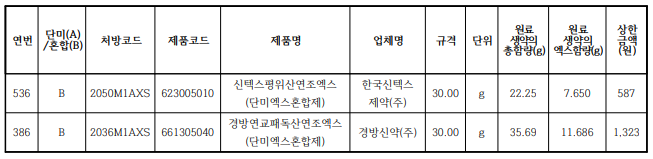 연번 단미(A)/혼합(B) 처방코드 제품코드 제품명 업체명 규격 단위 원료생약의총함량(g) 원료생약의엑스함량(g) 상한금액(원)
536 B 2050M1AXS 623005010 신텍스평위산연조엑스(단미엑스혼합제) 한국신텍스제약(주) 30.00 g 22.25 7.650 587
386 B 2036M1AXS 661305040 경방연교패독산연조엑스(단미엑스혼합제) 경방신약(주) 30.00 g 35.69 11.686 1,323